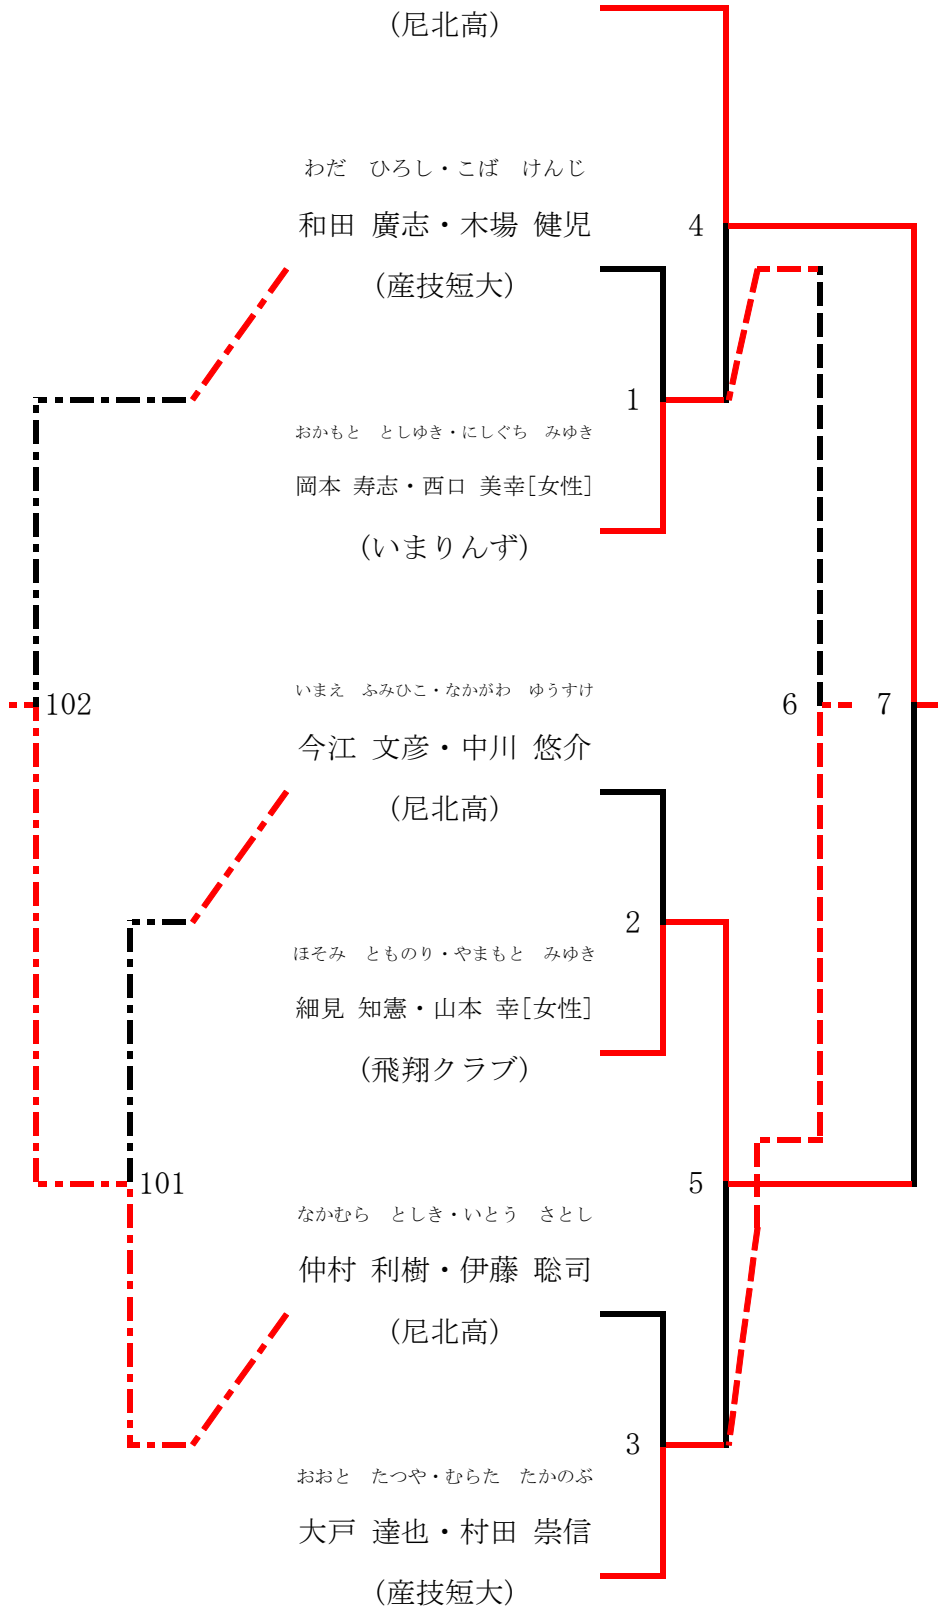 (尼北高)
わだ　ひろし・こば　けんじ
和田 廣志・木場 健児
4
(産技短大)
1
おかもと　としゆき・にしぐち　みゆき
岡本 寿志・西口 美幸[女性]
(いまりんず)
いまえ　ふみひこ・なかがわ　ゆうすけ
102
6
7
今江 文彦・中川 悠介
(尼北高)
2
ほそみ　とものり・やまもと　みゆき
細見 知憲・山本 幸[女性]
(飛翔クラブ)
101
5
なかむら　としき・いとう　さとし
仲村 利樹・伊藤 聡司
(尼北高)
3
おおと　たつや・むらた　たかのぶ
大戸 達也・村田 崇信
(産技短大)